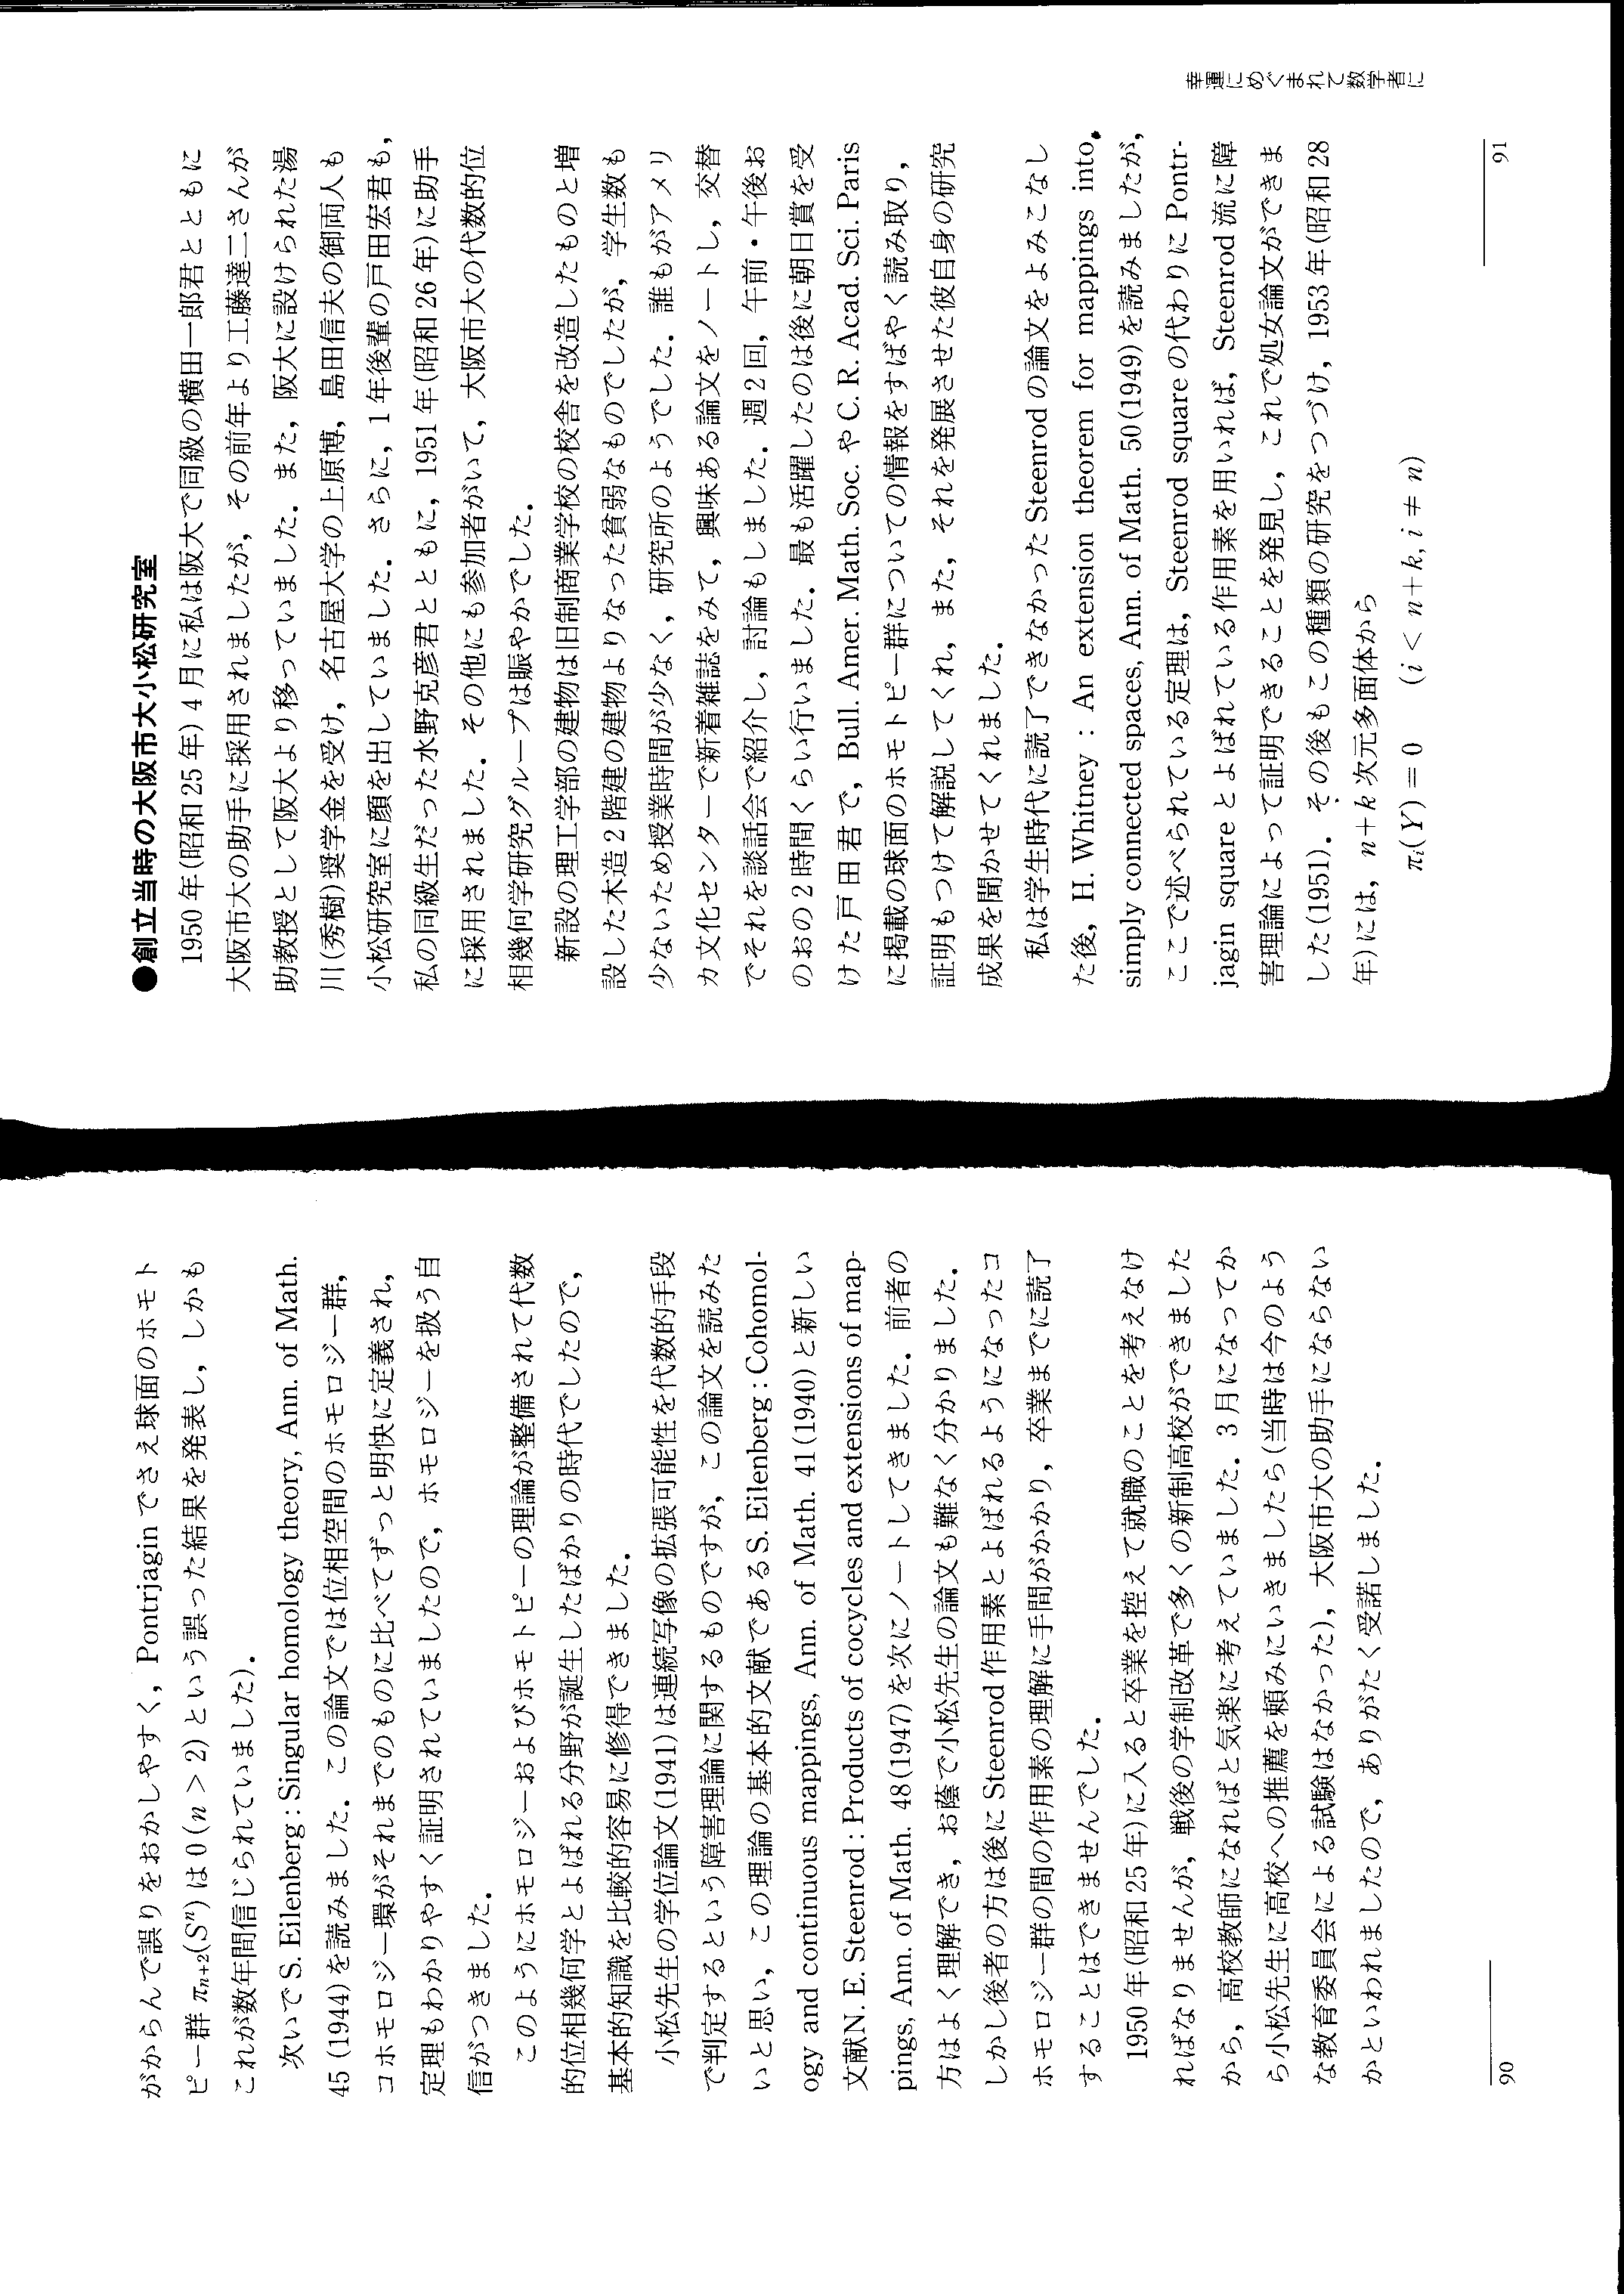 がからんで誤りをおかしやすく，Pontrjagin でさえ球面のホモト
ピー群 πn+2(Sⁿ) は 0 (n > 2) という誤った結果を発表し，しかも
これが数年間信じられていました）．
次いで S. Eilenberg : Singular homology theory, Ann. of Math.
45 (1944) を読みました．この論文では位相空間のホモロジー群，
コホモロジー環がそれまでのものに比べてずっと明快に定義され，
定理もわかりやすく証明されていましたので，ホモロジーを扱う自
信がつきました．
このようにホモロジーおよびホモトピーの理論が整備されて代数
的位相幾何学とよばれる分野が誕生したばかりの時代でしたので，
基本的知識を比較的容易に修得できました．
小松先生の学位論文(1941)は連続写像の拡張可能性を代数的手段
で判定するという障害理論に関するものですが，この論文を読みた
いと思い，この理論の基本的文献である S. Eilenberg : Cohomol-
ogy and continuous mappings, Ann. of Math. 41(1940)と新しい
文献 N. E. Steenrod : Products of cocycles and extensions of map-
pings, Ann. of Math. 48(1947)を次にノートしてきました．前者の
方はよく理解でき，お蔭で小松先生の論文も難なく分かりました．
しかし後者の方は後に Steenrod 作用素とよばれるようになったコ
ホモロジー群の間の作用素の理解に手間がかかり，卒業までに読了
することはできませんでした．
1950 年(昭和 25 年)に入ると卒業を控えて就職のことを考えなけ
ればなりませんが，戦後の学制改革で多くの新制高校ができました
から，高校教師になればと気楽に考えていました．3 月になってか
ら小松先生に高校への推薦を頼みにいきましたら(当時は今のよう
な教育委員会による試験はなかった)，大阪市大の助手にならない
かといわれましたので，ありがたく受諾しました．
90
●創立当時の大阪市大小松研究室
1950 年(昭和 25 年) 4 月に私は阪大で同級の横田一郎君とともに
大阪市大の助手に採用されましたが，その前年より工藤達二さんが
助教授として阪大より移っていました．また，阪大に設けられた湯
川(秀樹)奨学金を受け，名古屋大学の上原博，島田信夫の御両人も
小松研究室に顔を出していました．さらに，1 年後輩の戸田宏君も，
私の同級生だった水野克彦君とともに，1951 年(昭和 26 年)に助手
に採用されました．その他にも参加者がいて，大阪市大の代数的位
相幾何学研究グループは賑やかでした．
新設の理工学部の建物は旧制商業学校の校舎を改造したものと増
設した木造 2 階建の建物よりなった貧弱なものでしたが，学生数も
少ないため授業時間が少なく，研究所のようでした．誰もがアメリ
カ文化センターで新着雑誌をみて，興味ある論文をノートし，交替
でそれを談話会で紹介し，討論もしました．週 2 回，午前・午後お
のおの 2 時間くらい行いました．最も活躍したのは後に朝日賞を受
けた戸田君で，Bull. Amer. Math. Soc. や C. R. Acad. Sci. Paris
に掲載の球面のホモトピー群についての情報をすばやく読み取り，
証明もつけて解説してくれ，また，それを発展させた彼自身の研究
成果を聞かせてくれました．
私は学生時代に読了できなかった Steenrod の論文をよみこなし
た後，H. Whitney : An extension theorem for mappings into
simply connected spaces, Ann. of Math. 50(1949)を読みましたが，
ここで述べられている定理は，Steenrod square の代わりに Pontr-
jagin square とよばれている作用素を用いれば，Steenrod 流に障
害理論によって証明できることを発見し，これで処女論文ができま
した(1951)．その後もこの種類の研究をつづけ，1953 年(昭和 28
年)には，n+k 次元多面体から
πi(Y) = 0 (i < n+k, i ≠ n)
幸運にめぐまれて数学者に
91